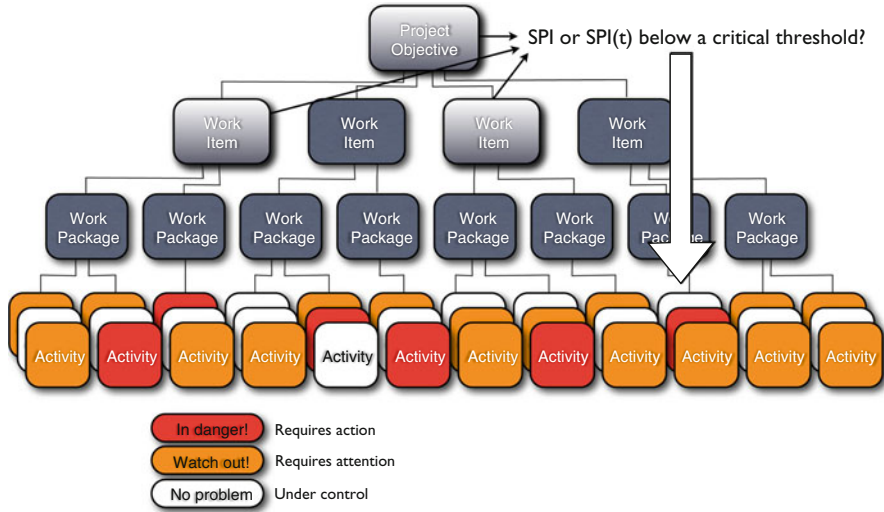 Project
Objective
SPI or SPI(t) below a critical threshold?
Work
Item
Work
Item
Work
Item
Work
Item
Work
Package
Work
Package
Work
Package
Work
Package
Work
Package
Work
Package
Work
Package
Work
Package
Activity
Activity
Activity
Activity
Activity
Activity
Activity
Activity
Activity
Activity
Activity
Activity
In danger! Requires action
Watch out! Requires attention
No problem Under control